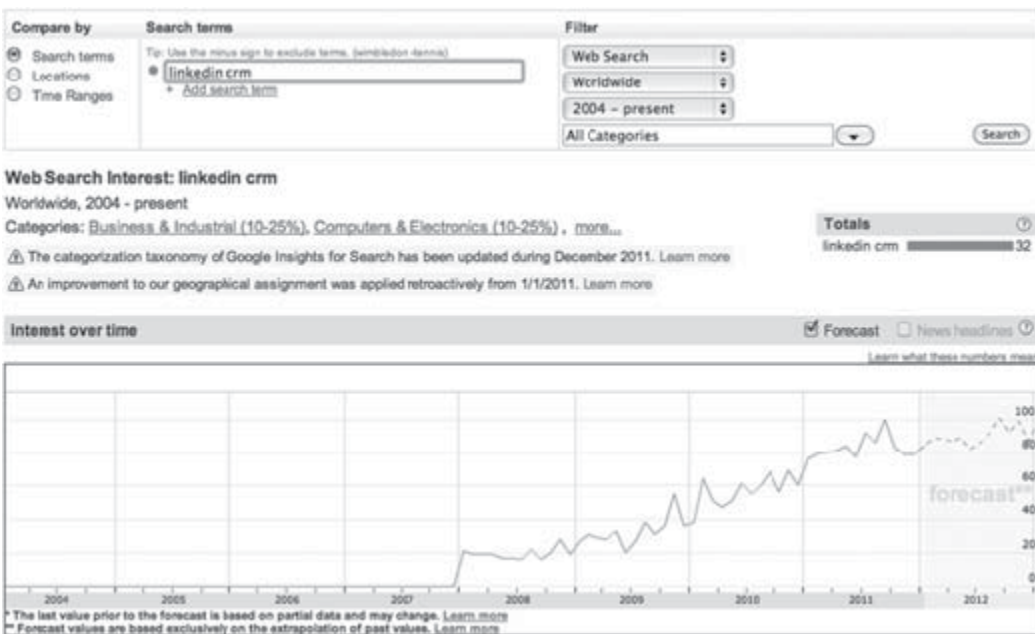 Compare by Search terms Filter
Search terms Tip: Use the minus sign to exclude terms. (wimbledon -tennis) Web Search
Locations linkedin crm Worldwide
Time Ranges + Add search term 2004 - present
All Categories Search
Web Search Interest: linkedin crm
Worldwide, 2004 - present
Categories: Business & Industrial (10-25%), Computers & Electronics (10-25%) , more...
Totals
linkedin crm 32
The categorization taxonomy of Google Insights for Search has been updated during December 2011. Learn more
An improvement to our geographical assignment was applied retroactively from 1/1/2011. Learn more
Interest over time Forecast News headlines
Learn what these numbers mean
100
80
60
forecast**
40
20
0
2004 2005 2006 2007 2008 2009 2010 2011 2012
* The last value prior to the forecast is based on partial data and may change. Learn more
** Forecast values are based exclusively on the extrapolation of past values. Learn more